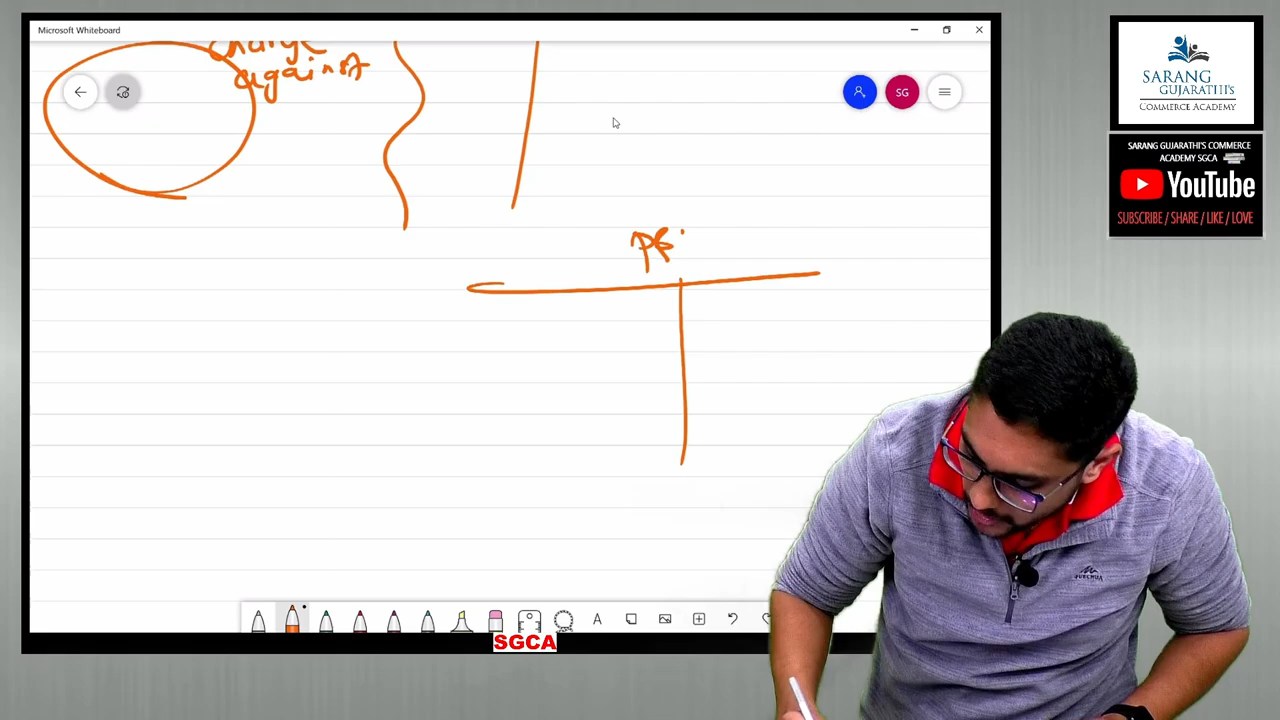 Microsoft Whiteboard
charge
against
SG
SARANG
GUJARATHI'S
COMMERCE ACADEMY
SARANG GUJARATHI'S COMMERCE
ACADEMY SGCA
YouTube
SUBSCRIBE / SHARE / LIKE / LOVE
A
SGCA